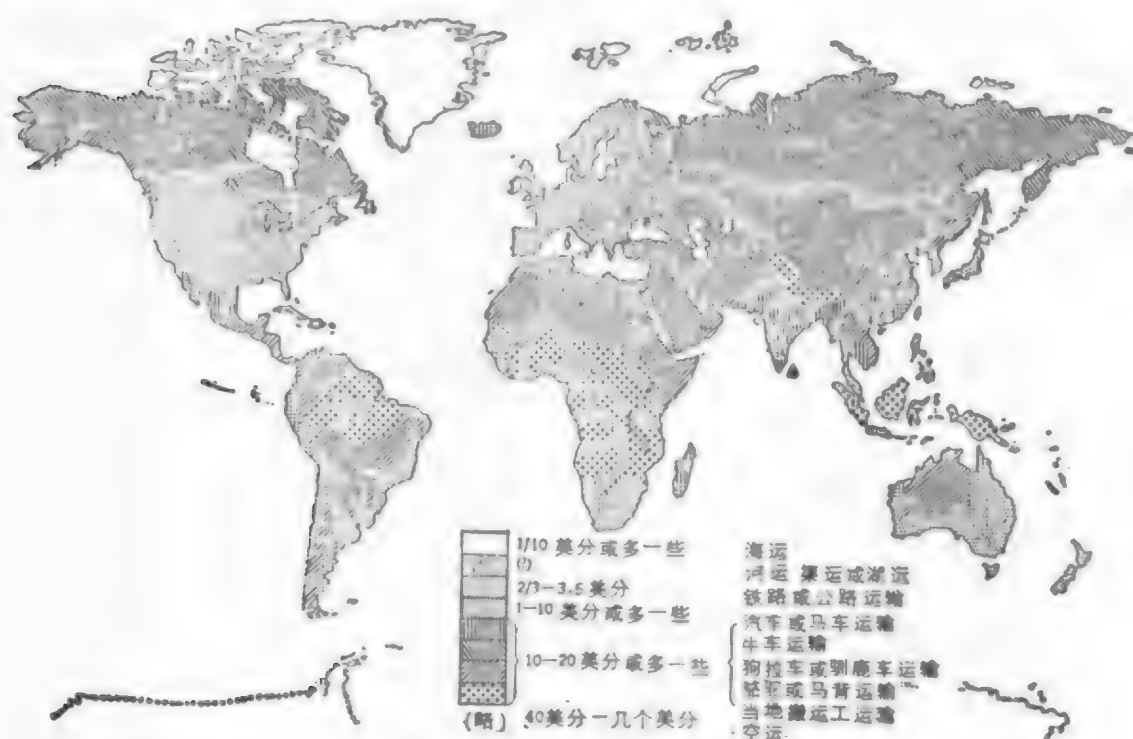 1/10 美分或多一些
海运
(?)
河运 渠运或湖运
2/3—3.5 美分
铁路或公路运输
1—10 美分或多一些
汽车或马车运输
牛车运输
10—20 美分或多一些
狗拉车或驯鹿车运输
或马背运输
当地搬运工运输
(略) 40美分—几个美分
空运